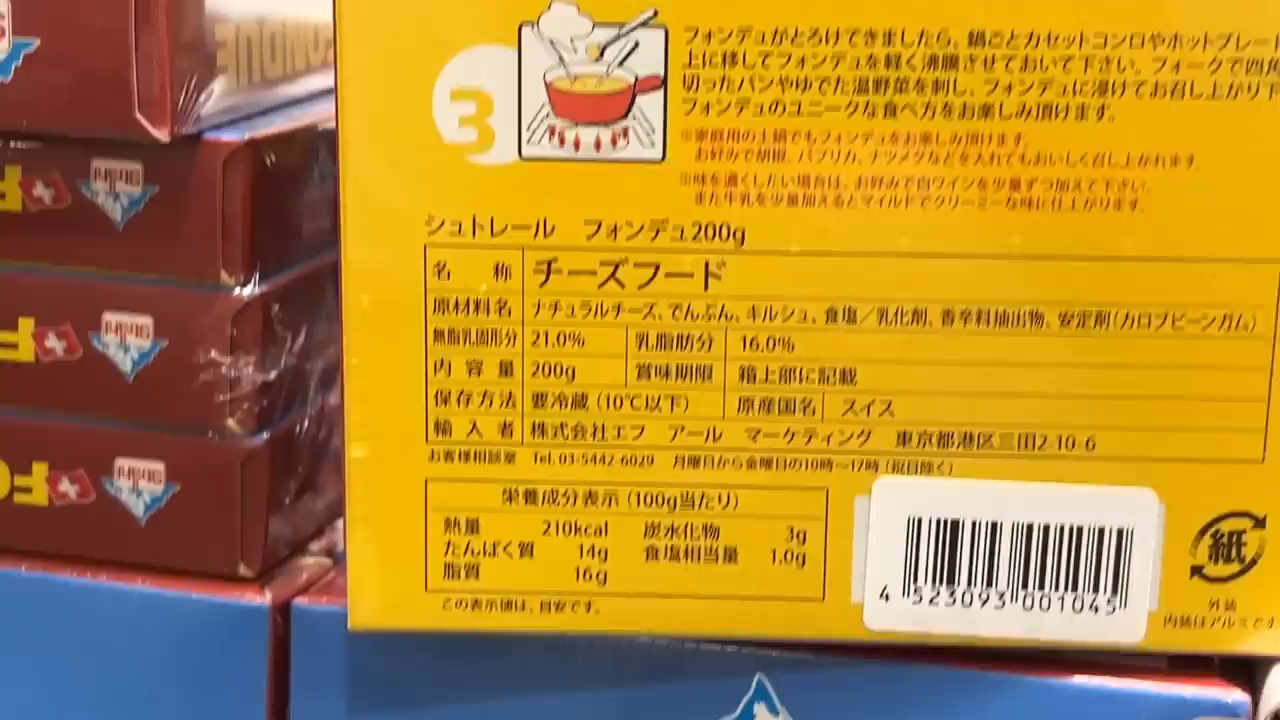 3
フォンデュがとろけてきましたら、鍋ごとカセットコンロやホットプレート
上に移してフォンデュを軽く沸騰させておいて下さい。フォークで四角
切ったパンやゆでた温野菜を刺し、フォンデュに浸けてお召し上がり下
フォンデュのユニークな食べ方をお楽しみ頂けます。
※家庭用の土鍋でもフォンデュをお楽しみ頂けます。
お好みで胡椒、パプリカ、ナツメグなどを入れてもおいしく召し上がれます
※味を濃くしたい場合は、お好みで白ワインを少量ずつ加えて下さい。
また牛乳を少量加えるとマイルドでクリーミーな味に仕上がります。
シュトレール フォンデュ200g
名称 チーズフード
原材料名 ナチュラルチーズ、でんぷん、キルシュ、食塩／乳化剤、香辛料抽出物、安定剤(カロブビーンガム)
無脂乳固形分 21.0% 乳脂肪分 16.0%
内容量 200g 賞味期限 箱上部に記載
保存方法 要冷蔵(10℃以下) 原産国名 スイス
輸入者 株式会社エフ アール マーケティング 東京都港区三田2-10-6
お客様相談室 Tel.03-5442-6029 月曜日から金曜日の10時～17時(祝日除く)
栄養成分表示(100g当たり)
熱量 210kcal 炭水化物 3g
たんぱく質 14g 食塩相当量 1.0g
脂質 16g
この表示値は、目安です。
4 523093 001045
紙
外装
内装はアルミです
FONDUE